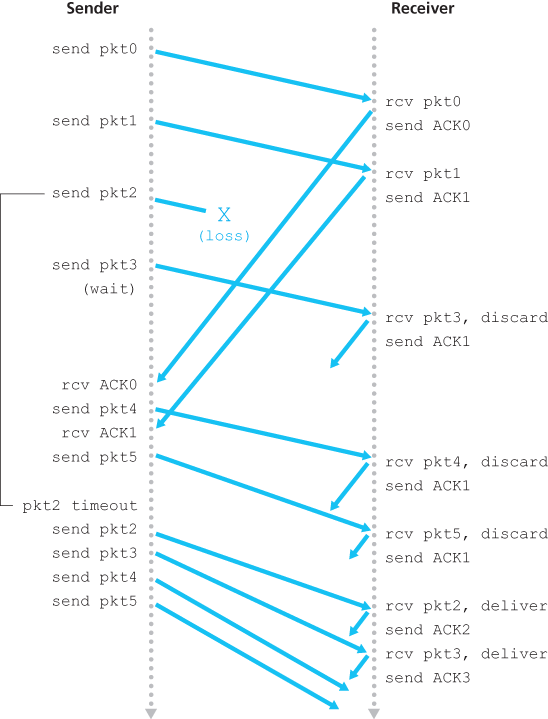 Sender
Receiver
send pkt0
rcv pkt0
send ACK0
send pkt1
rcv pkt1
send ACK1
send pkt2
X
(loss)
send pkt3
(wait)
rcv pkt3, discard
send ACK1
rcv ACK0
send pkt4
rcv ACK1
send pkt5
rcv pkt4, discard
send ACK1
pkt2 timeout
send pkt2
send pkt3
send pkt4
send pkt5
rcv pkt5, discard
send ACK1
rcv pkt2, deliver
send ACK2
rcv pkt3, deliver
send ACK3